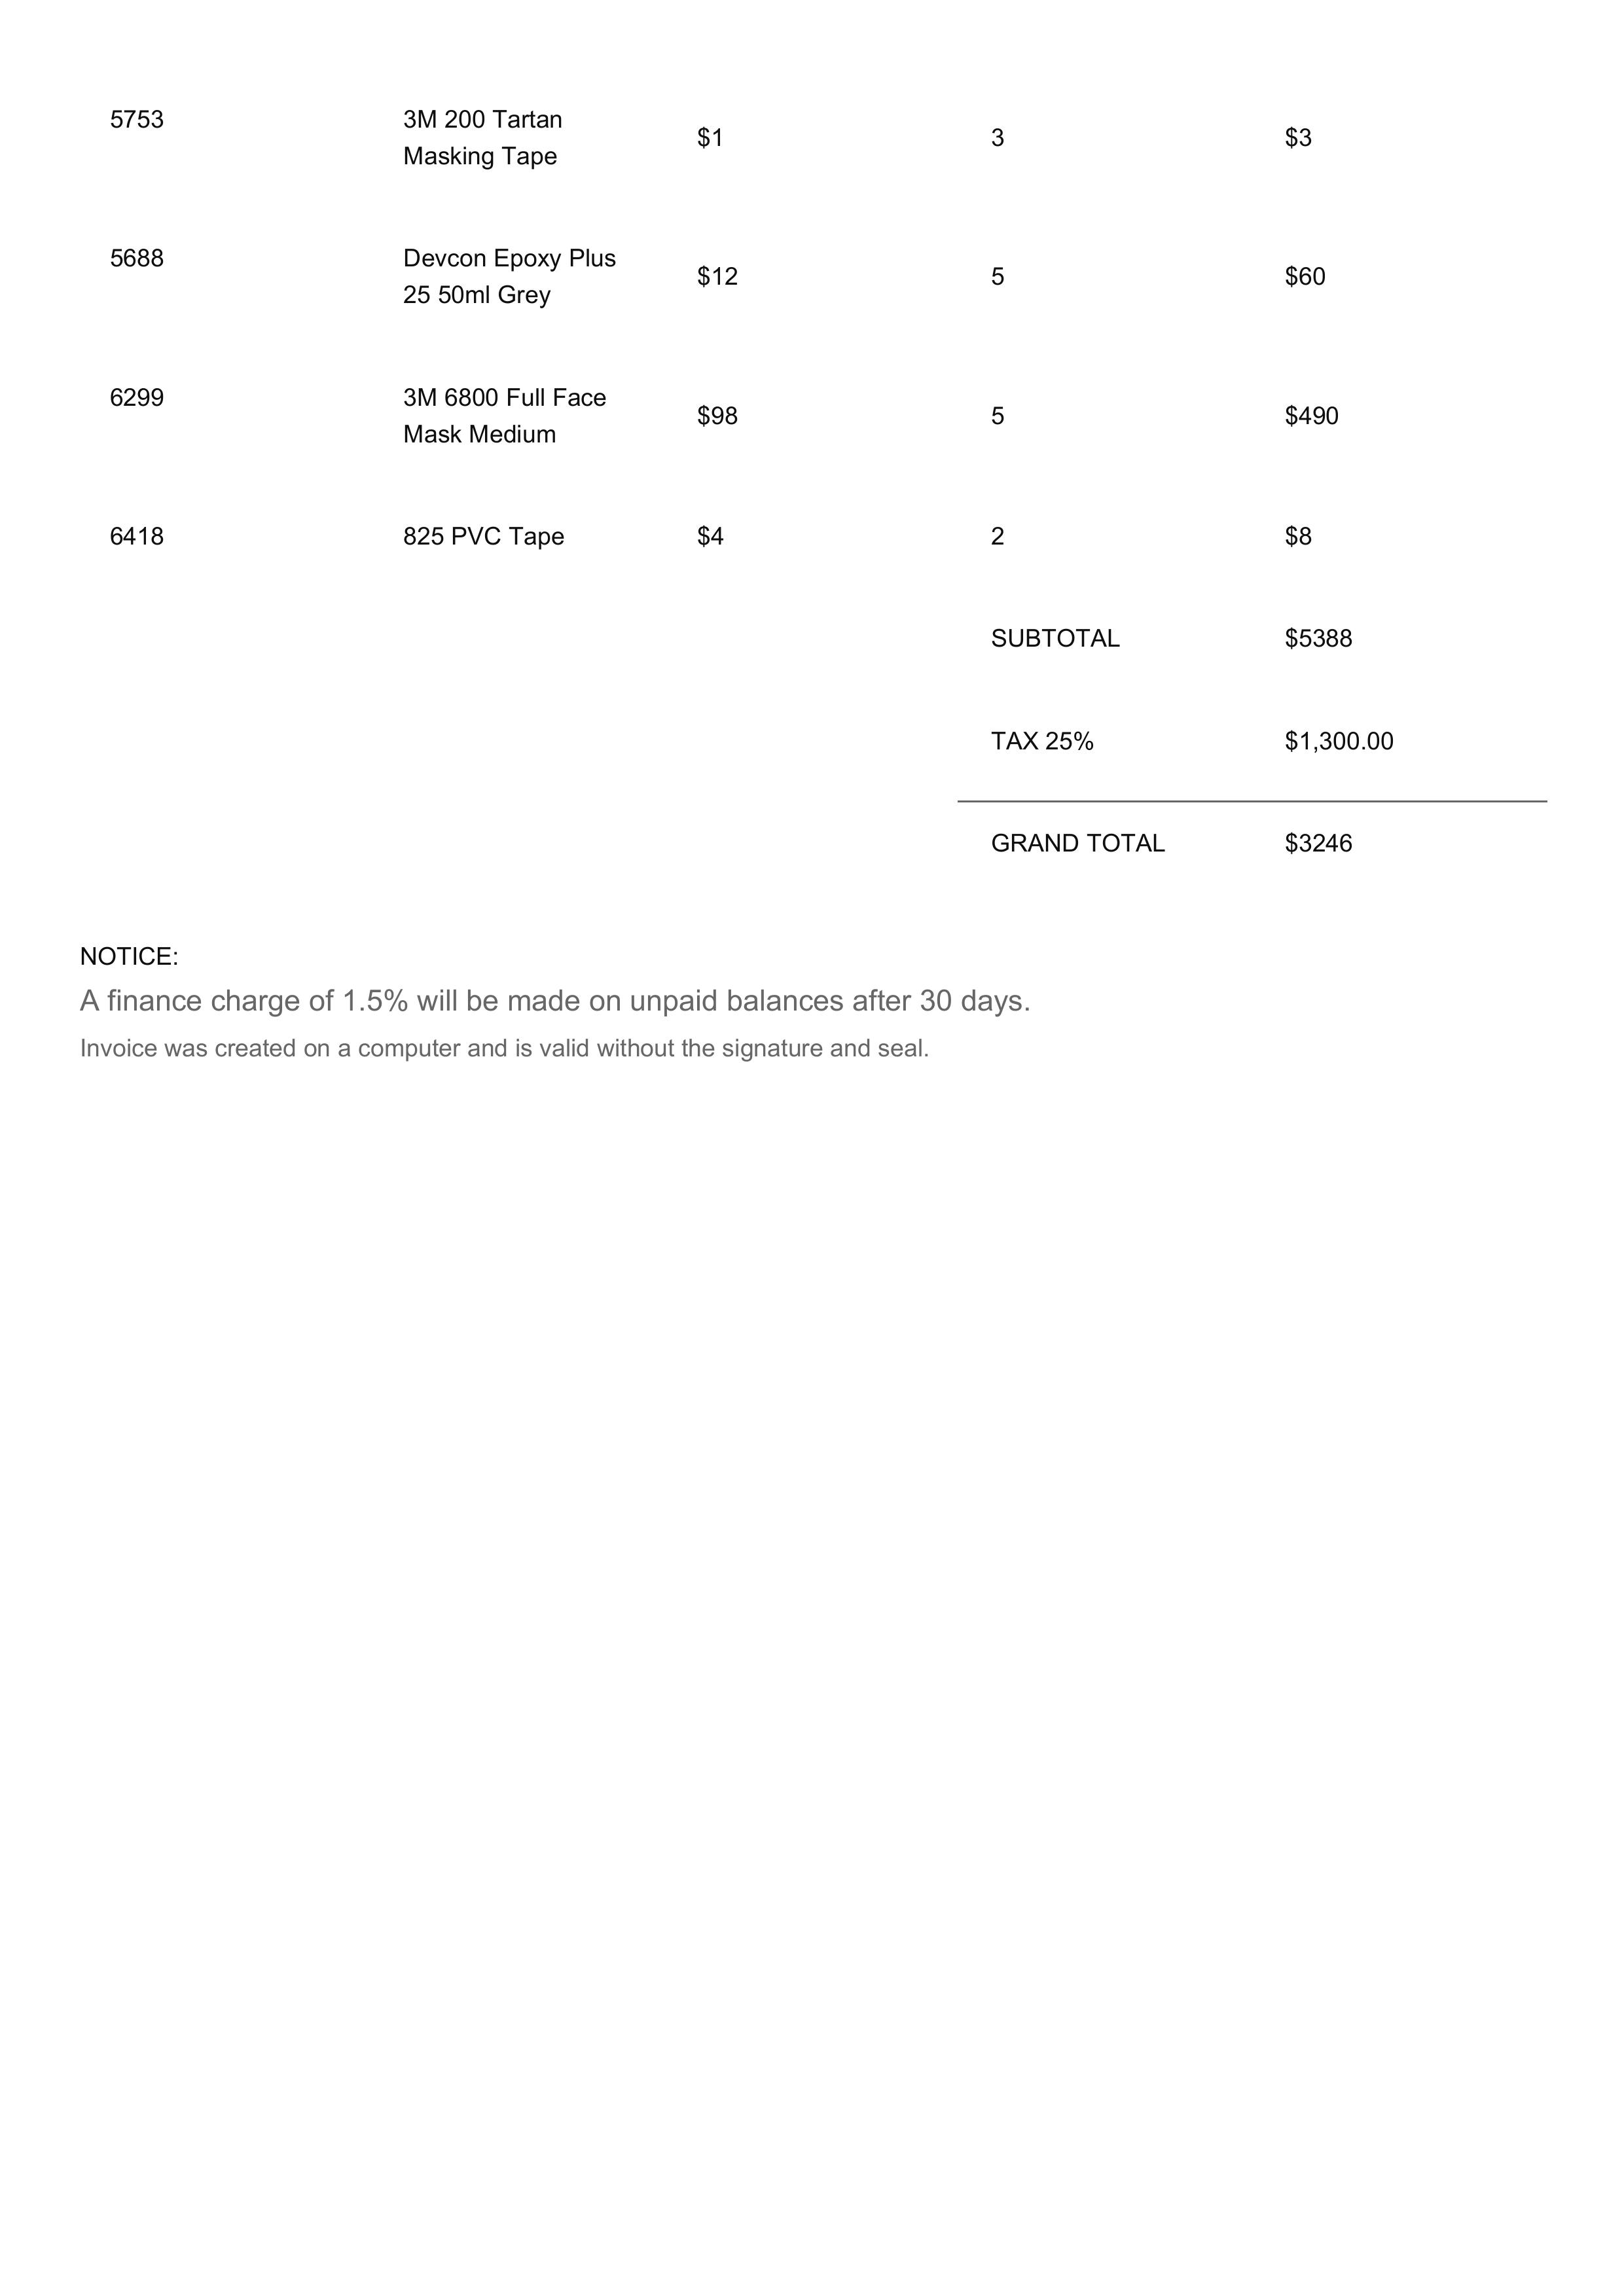 5753 3M 200 Tartan Masking Tape $1 3 $3
5688 Devcon Epoxy Plus 25 50ml Grey $12 5 $60
6299 3M 6800 Full Face Mask Medium $98 5 $490
6418 825 PVC Tape $4 2 $8
SUBTOTAL $5388
TAX 25% $1,300.00
GRAND TOTAL $3246
NOTICE:
A finance charge of 1.5% will be made on unpaid balances after 30 days.
Invoice was created on a computer and is valid without the signature and seal.